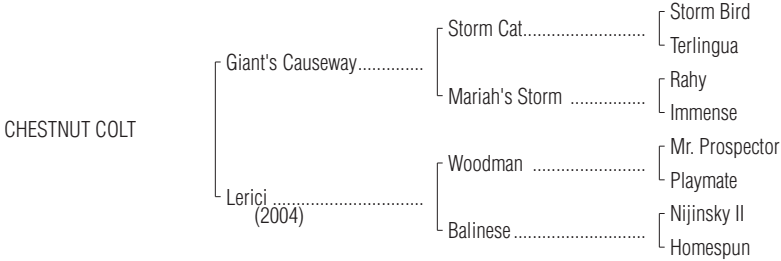 Storm Bird
Storm Cat..........................
Terlingua
Giant's Causeway..............
Rahy
Mariah's Storm ................
Immense
CHESTNUT COLT
Mr. Prospector
Woodman ........................
Playmate
Lerici ................................
(2004)
Nijinsky II
Balinese............................
Homespun